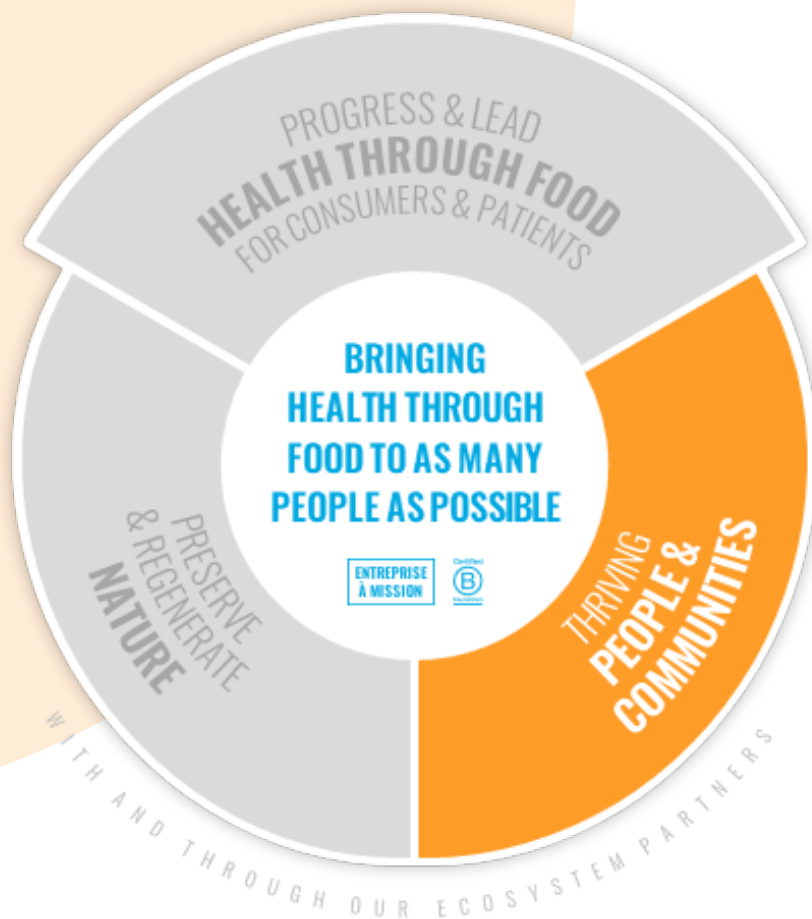 PROGRESS & LEAD
HEALTH THROUGH FOOD
FOR CONSUMERS & PATIENTS
BRINGING
HEALTH THROUGH
FOOD TO AS MANY
PEOPLE AS POSSIBLE
ENTREPRISE
À MISSION
Certified
B
PRESERVE
& REGENERATE
NATURE
THRIVING
PEOPLE &
COMMUNITIES
WITH AND THROUGH OUR ECOSYSTEM PARTNERS